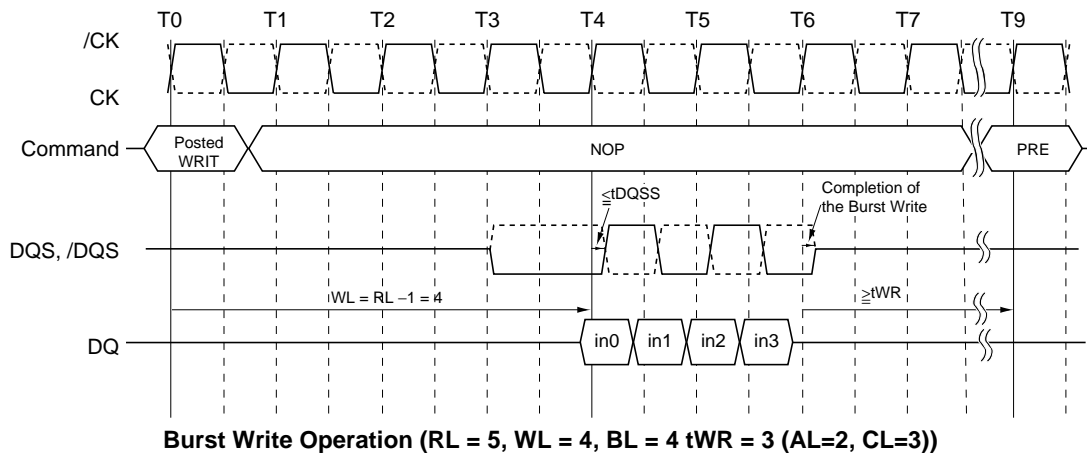 T0 T1 T2 T3 T4 T5 T6 T7 T9
/CK
CK
Command
Posted
WRIT
NOP
PRE
≦tDQSS
Completion of
the Burst Write
DQS, /DQS
WL = RL −1 = 4
≧tWR
DQ
in0 in1 in2 in3
Burst Write Operation (RL = 5, WL = 4, BL = 4 tWR = 3 (AL=2, CL=3))